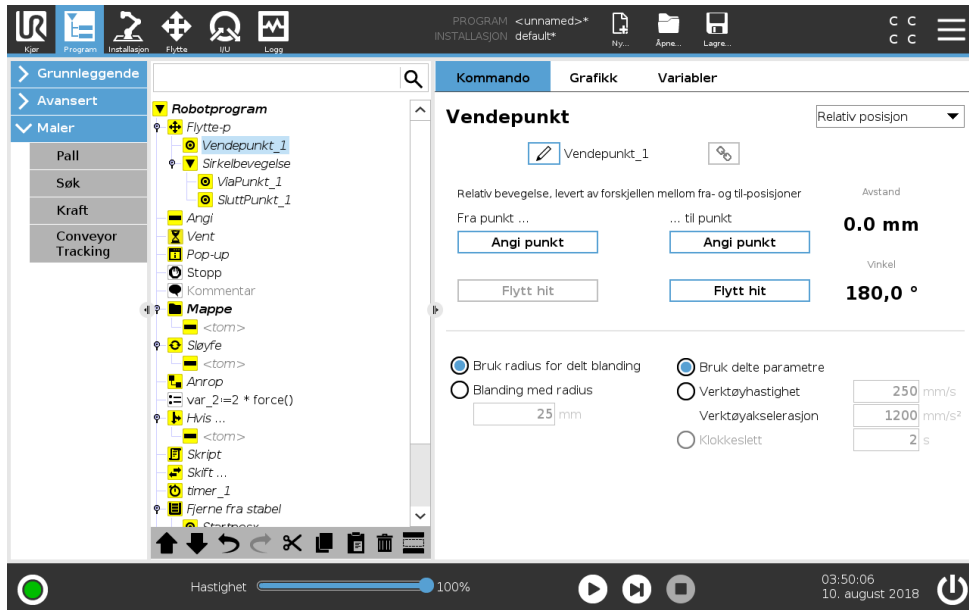 UR
Kjør
Program
Installasjon
Flytte
I/U
Logg
PROGRAM <unnamed>*
INSTALLASJON default*
Ny...
Åpne...
Lagre...
C C
C C
Grunnleggende
Avansert
Maler
Pall
Søk
Kraft
Conveyor
Tracking
Robotprogram
Flytte-p
Vendepunkt_1
Sirkelbevegelse
ViaPunkt_1
SluttPunkt_1
Angi
Vent
Pop-up
Stopp
Kommentar
Mappe
<tom>
Sløyfe
<tom>
Anrop
var_2:=2 * force()
Hvis ...
<tom>
Skript
Skift ...
timer_1
Fjerne fra stabel
Kommando
Grafikk
Variabler
Vendepunkt
Relativ posisjon
Vendepunkt_1
Relativ bevegelse, levert av forskjellen mellom fra- og til-posisjoner
Fra punkt ...
... til punkt
Angi punkt
Angi punkt
Flytt hit
Flytt hit
Avstand
0.0 mm
Vinkel
180,0 °
Bruk radius for delt blanding
Blanding med radius
25 mm
Bruk delte parametre
Verktøyhastighet 250 mm/s
Verktøyakselerasjon 1200 mm/s²
Klokkeslett 2 s
Hastighet
100%
03:50:06
10. august 2018